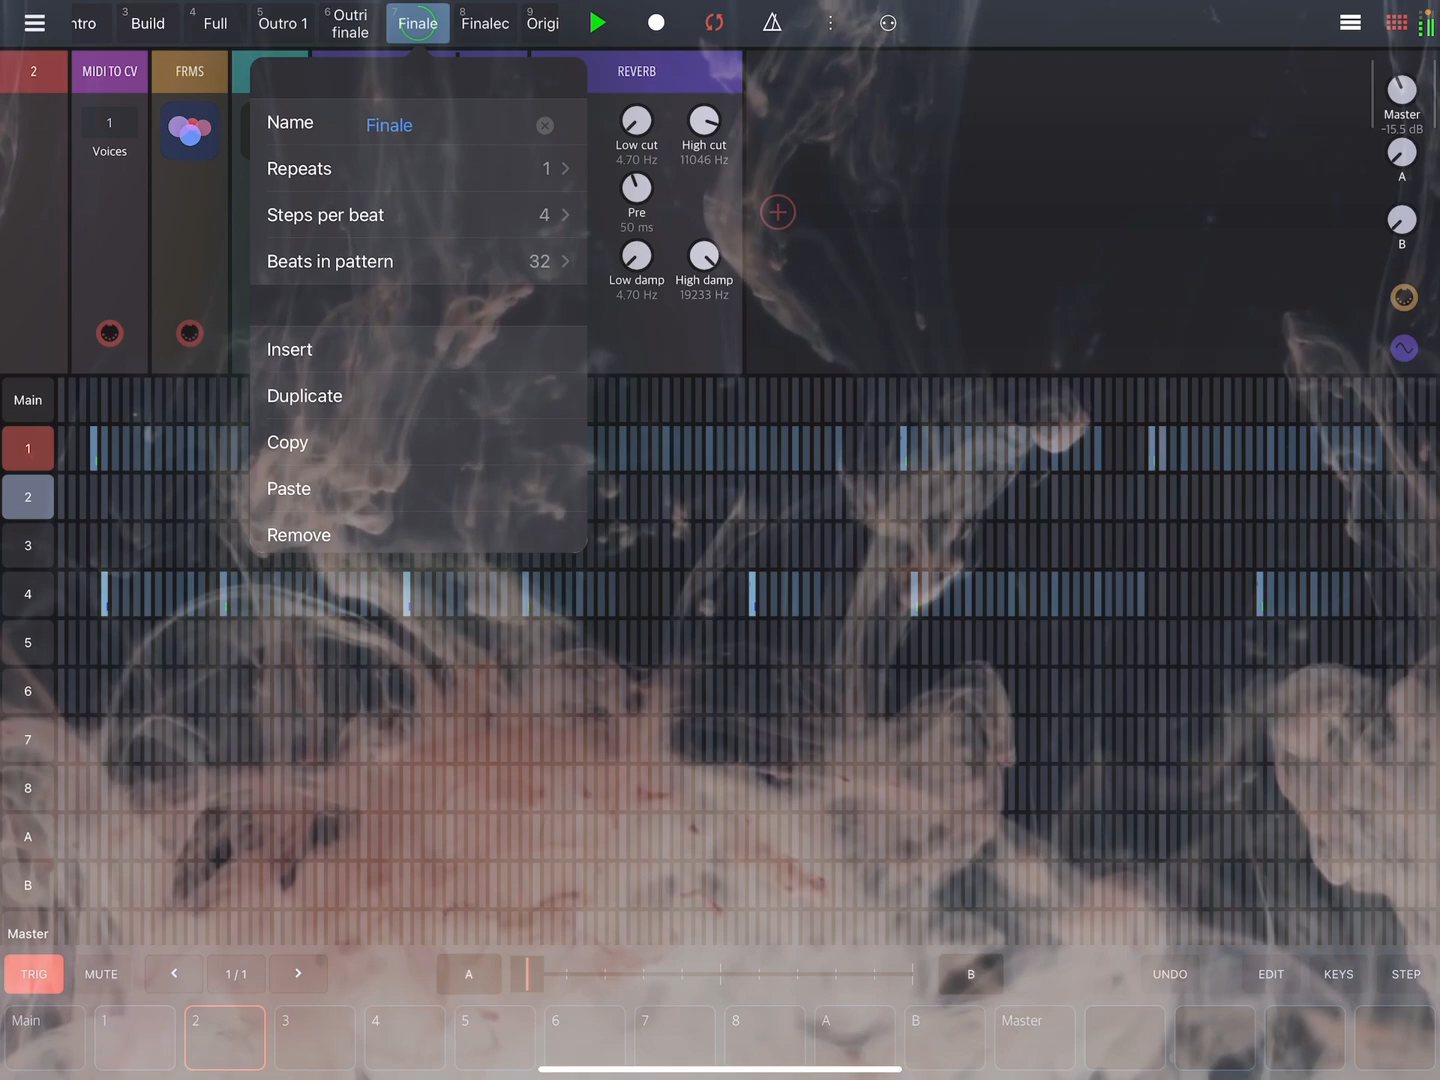 ntro
3
Build
4
Full
5
Outro 1
6
Outri
finale
7
Finale
8
Finalec
9
Origi
2
MIDI TO CV
FRMS
REVERB
1
Voices
Name
Finale
Repeats
1
Steps per beat
4
Beats in pattern
32
Insert
Duplicate
Copy
Paste
Remove
Low cut
4.70 Hz
High cut
11046 Hz
Pre
50 ms
Low damp
4.70 Hz
High damp
19233 Hz
Master
-15.5 dB
A
B
Main
1
2
3
4
5
6
7
8
A
B
Master
TRIG
MUTE
1 / 1
A
B
UNDO
EDIT
KEYS
STEP
Main
1
2
3
4
5
6
7
8
A
B
Master